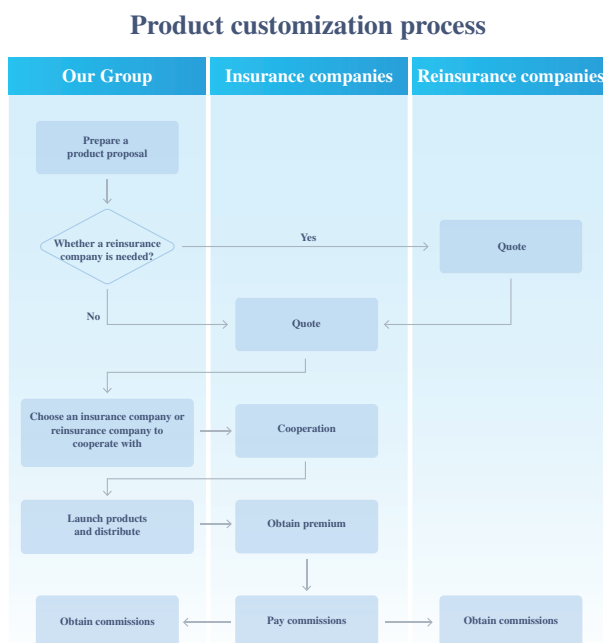 Product customization process
Our Group
Insurance companies
Reinsurance companies
Prepare a
product proposal
Whether a reinsurance
company is needed?
Yes
Quote
No
Quote
Choose an insurance company or
reinsurance company to
cooperate with
Cooperation
Launch products
and distribute
Obtain premium
Obtain commissions
Pay commissions
Obtain commissions